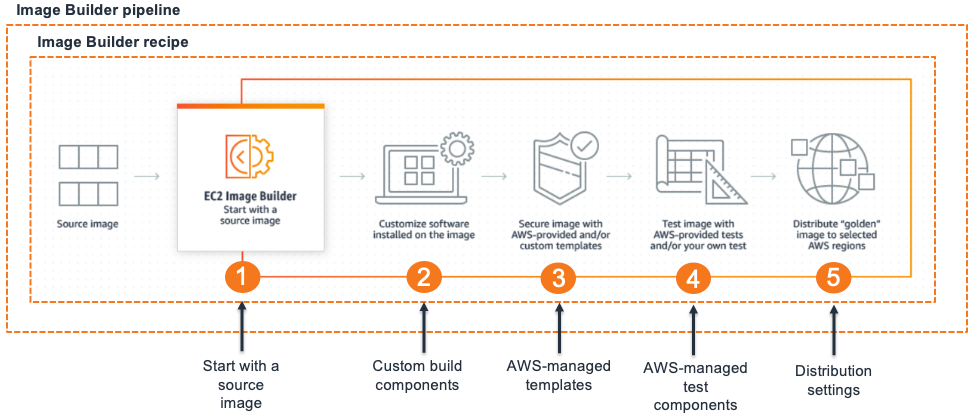 Image Builder pipeline
Image Builder recipe
Source image
EC2 Image Builder
Start with a
source image
Customize software
installed on the image
Secure image with
AWS-provided and/or
custom templates
Test image with
AWS-provided tests
and/or your own test
Distribute “golden”
image to selected
AWS regions
1
2
3
4
5
Start with a
source
image
Custom build
components
AWS-managed
templates
AWS-managed
test
components
Distribution
settings